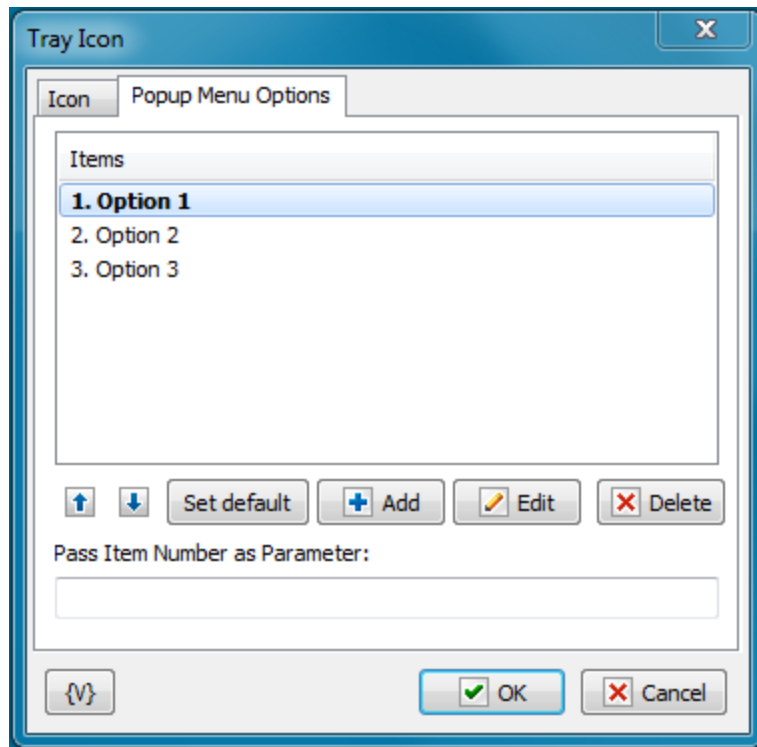 Tray Icon
Icon Popup Menu Options
Items
1. Option 1
2. Option 2
3. Option 3
Set default Add Edit Delete
Pass Item Number as Parameter:
{V} OK Cancel